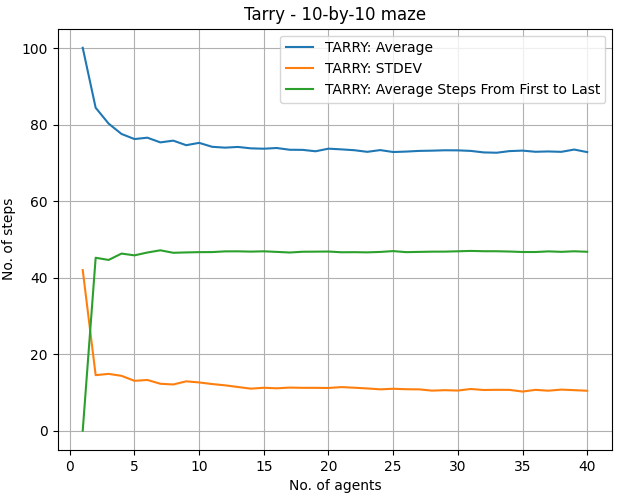 Tarry - 10-by-10 maze
TARRY: Average
TARRY: STDEV
TARRY: Average Steps From First to Last
No. of steps
100
80
60
40
20
0
0 5 10 15 20 25 30 35 40
No. of agents